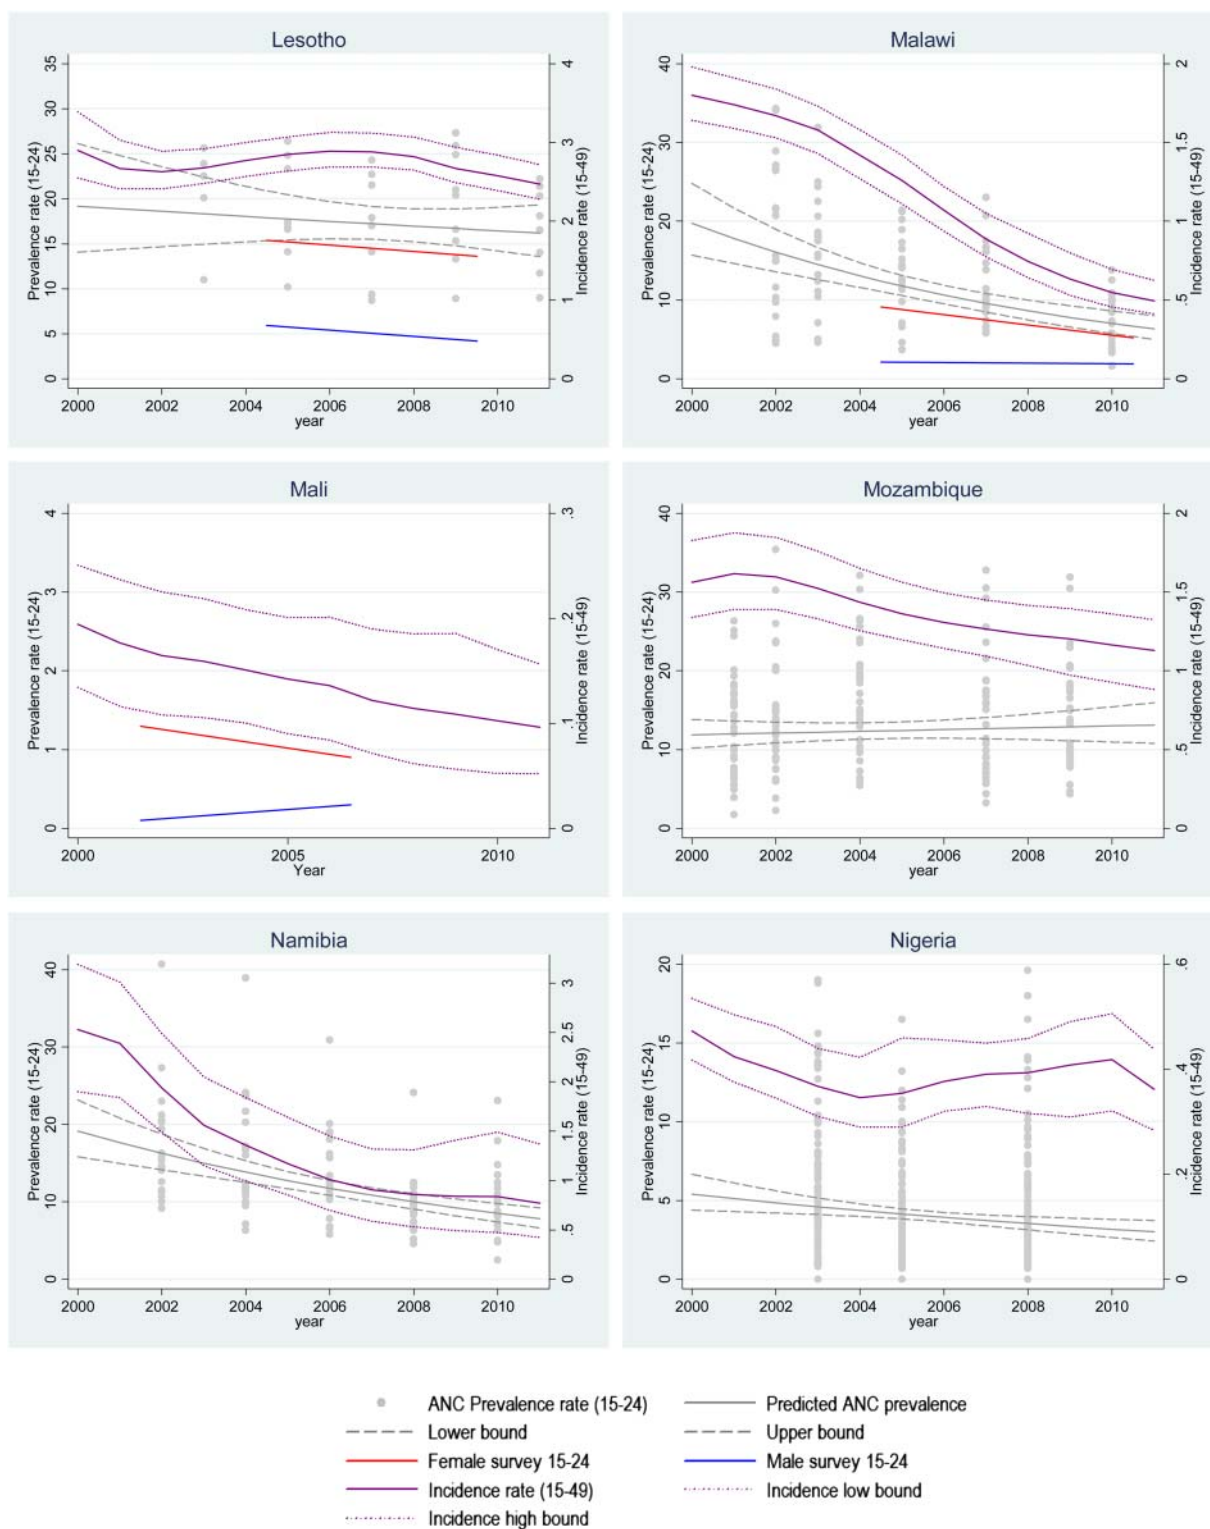 Lesotho
Prevalence rate (15-24)
0 5 10 15 20 25 30 35
Incidence rate (15-49)
0 1 2 3 4
2000 2002 2004 2006 2008 2010
year
Malawi
Prevalence rate (15-24)
0 10 20 30 40
Incidence rate (15-49)
0 .5 1 1.5 2
2000 2002 2004 2006 2008 2010
year
Mali
Prevalence rate (15-24)
0 1 2 3 4
Incidence rate (15-49)
0 .1 .2 .3
2000 2005 2010
Year
Mozambique
Prevalence rate (15-24)
0 10 20 30 40
Incidence rate (15-49)
0 .5 1 1.5 2
2000 2002 2004 2006 2008 2010
year
Namibia
Prevalence rate (15-24)
0 10 20 30 40
Incidence rate (15-49)
0 .5 1 1.5 2 2.5 3
2000 2002 2004 2006 2008 2010
year
Nigeria
Prevalence rate (15-24)
0 5 10 15 20
Incidence rate (15-49)
0 .2 .4 .6
2000 2002 2004 2006 2008 2010
year
ANC Prevalence rate (15-24) Predicted ANC prevalence
Lower bound Upper bound
Female survey 15-24 Male survey 15-24
Incidence rate (15-49) Incidence low bound
Incidence high bound